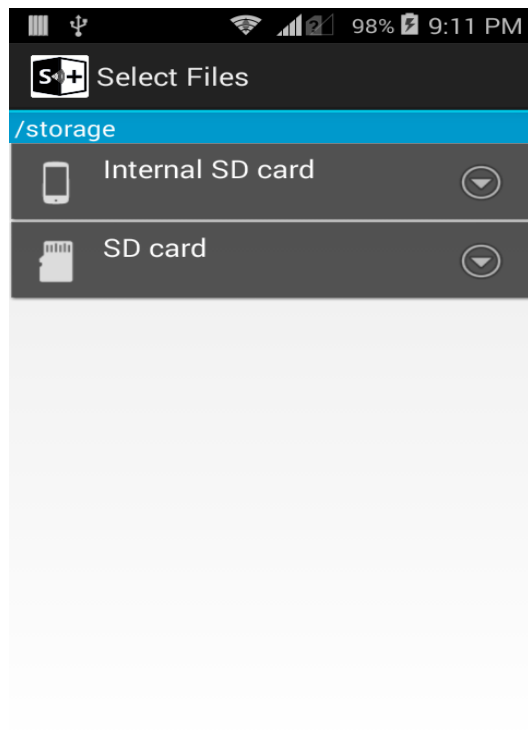 98% 9:11 PM
S+ Select Files
/storage
Internal SD card
SD card